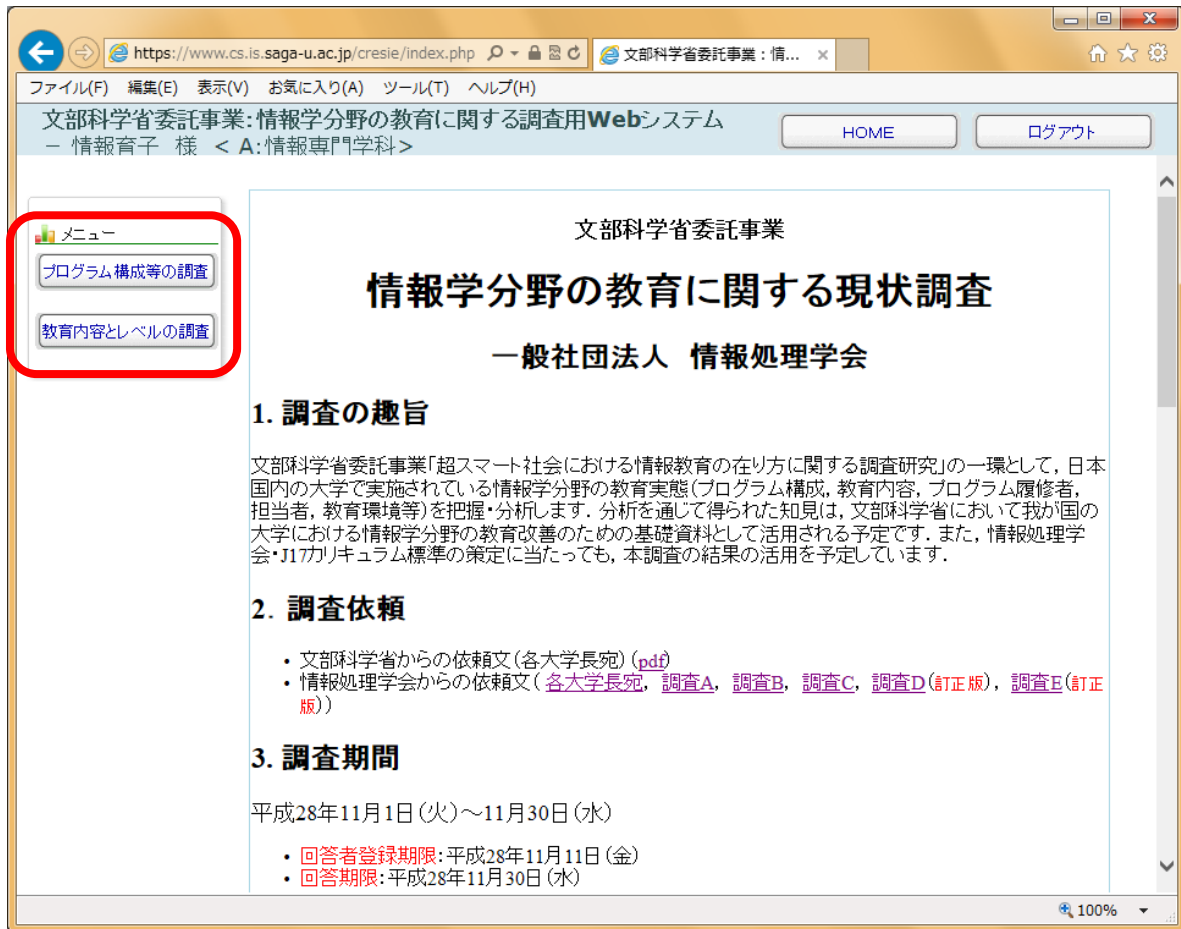 https://www.cs.is.saga-u.ac.jp/cresie/index.php
文部科学省委託事業:情...
ファイル(F) 編集(E) 表示(V) お気に入り(A) ツール(T) ヘルプ(H)
文部科学省委託事業:情報学分野の教育に関する調査用Webシステム
− 情報育子 様 < A:情報専門学科>
HOME
ログアウト
メニュー
プログラム構成等の調査
教育内容とレベルの調査
文部科学省委託事業
情報学分野の教育に関する現状調査
一般社団法人 情報処理学会
1. 調査の趣旨
文部科学省委託事業「超スマート社会における情報教育の在り方に関する調査研究」の一環として,日本
国内の大学で実施されている情報学分野の教育実態(プログラム構成,教育内容,プログラム履修者,
担当者,教育環境等)を把握・分析します.分析を通じて得られた知見は,文部科学省において我が国の
大学における情報学分野の教育改善のための基礎資料として活用される予定です.また,情報処理学
会・J17カリキュラム標準の策定に当たっても,本調査の結果の活用を予定しています.
2. 調査依頼
• 文部科学省からの依頼文(各大学長宛)(pdf)
• 情報処理学会からの依頼文( 各大学長宛, 調査A, 調査B, 調査C, 調査D(訂正版), 調査E(訂正
版))
3. 調査期間
平成28年11月1日(火)~11月30日(水)
• 回答者登録期限:平成28年11月11日(金)
• 回答期限:平成28年11月30日(水)
100%